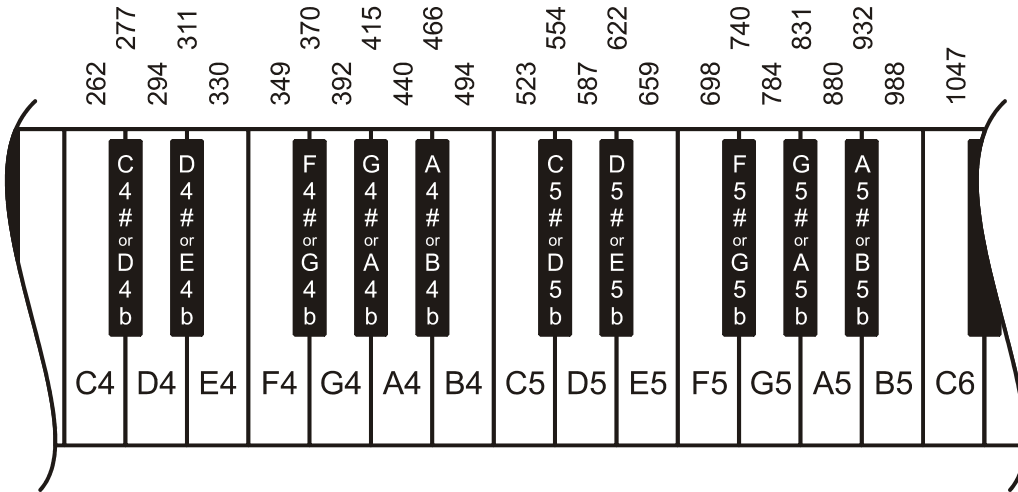 277 311 370 415 466 554 622 740 831 932
262 294 330 349 392 440 494 523 587 659 698 784 880 988 1047
C4# or D4b
D4# or E4b
F4# or G4b
G4# or A4b
A4# or B4b
C5# or D5b
D5# or E5b
F5# or G5b
G5# or A5b
A5# or B5b
C4 D4 E4 F4 G4 A4 B4 C5 D5 E5 F5 G5 A5 B5 C6